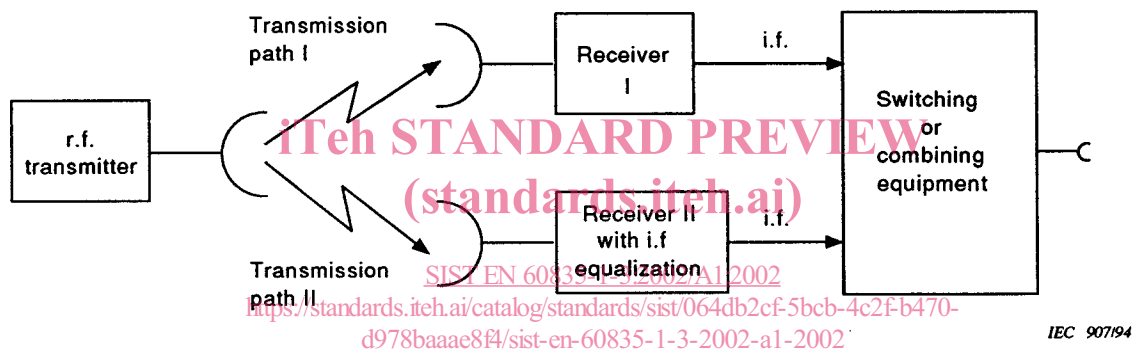 Transmission
path I
i.f.
Receiver
I
r.f.
transmitter
Switching
or
combining
equipment
iTeh STANDARD PREVIEW
(standards.iteh.ai)
Receiver II
with i.f
equalization
i.f.
Transmission
path II
SIST EN 60835-1-3:2002/A1:2002
https://standards.iteh.ai/catalog/standards/sist/064db2cf-5bcb-4c2f-b470-
d978baaae8f4/sist-en-60835-1-3-2002-a1-2002
IEC 907/94